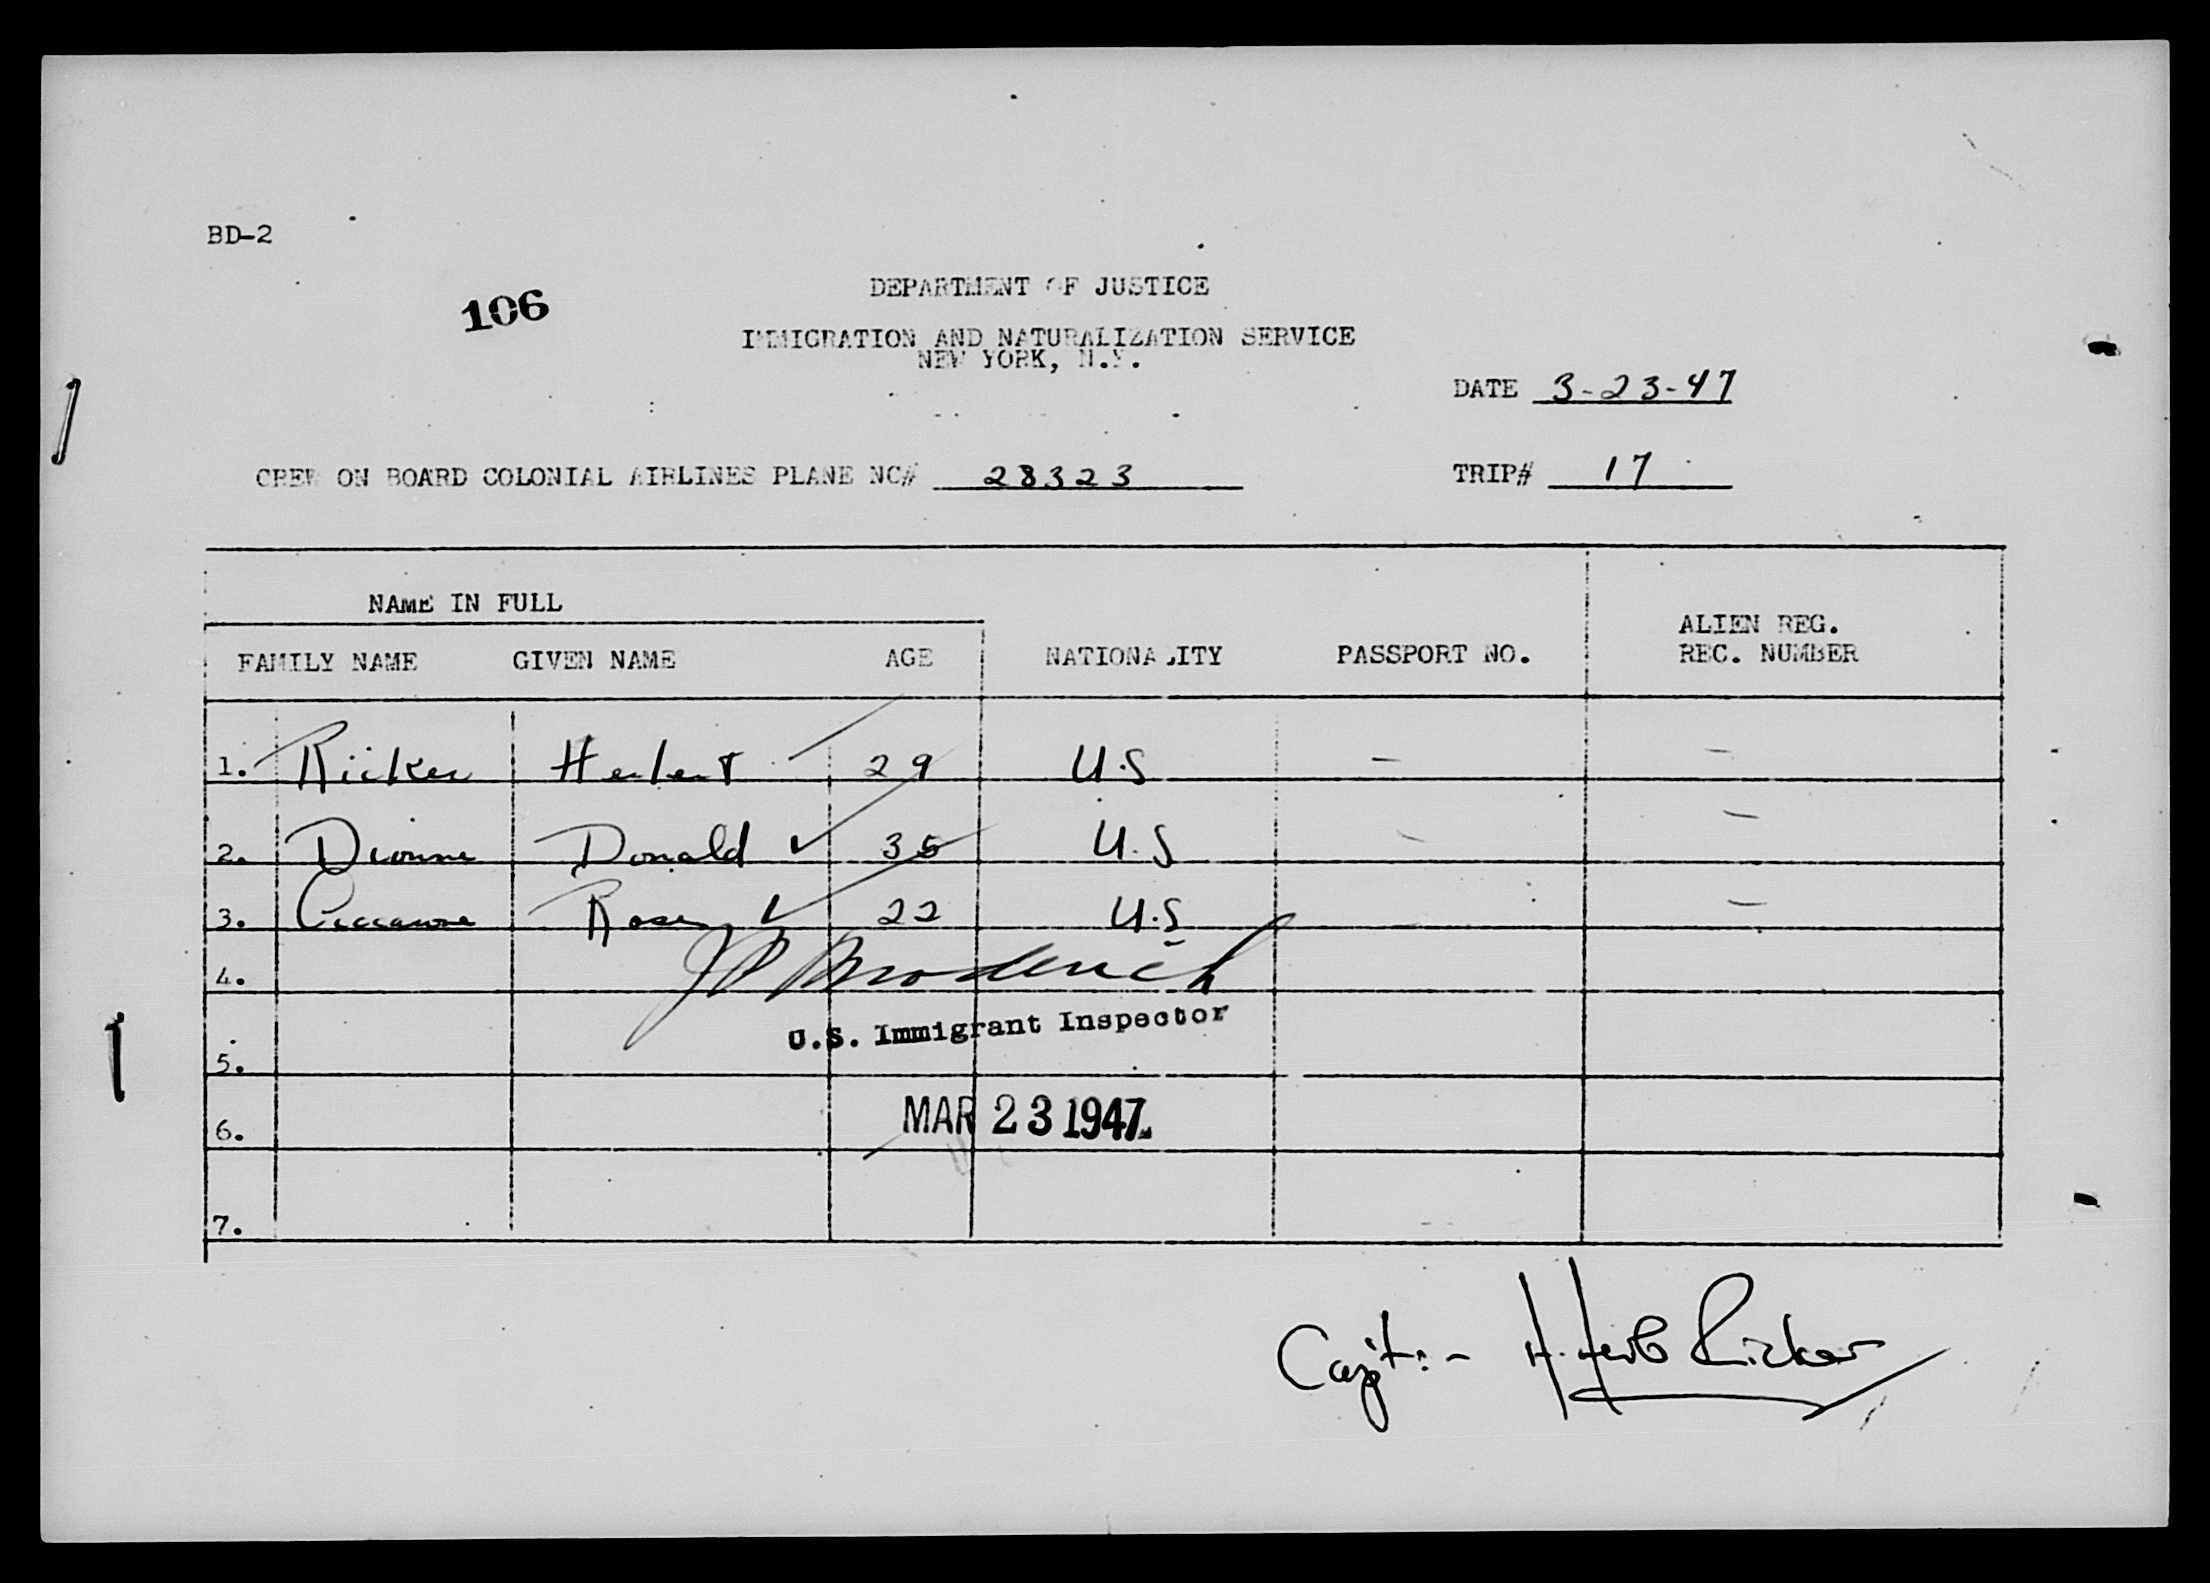 BD-2
106
DEPARTMENT OF JUSTICE
IMMIGRATION AND NATURALIZATION SERVICE
NEW YORK, N.Y.
DATE 3-23-47
CREW ON BOARD COLONIAL AIRLINES PLANE NC# 28323 TRIP# 17
NAME IN FULL
FAMILY NAME GIVEN NAME AGE NATIONALITY PASSPORT NO. ALIEN REG. REC. NUMBER
1. Ricker Herbert 29 U.S - -
2. Dionne Donald ✓ 35 U.S - -
3. ✓ 22 U.S -
4. Broderick
U.S. Immigrant Inspector
5.
MAR 23 1947
6.
7.
Capt:- H. Herb Ricker